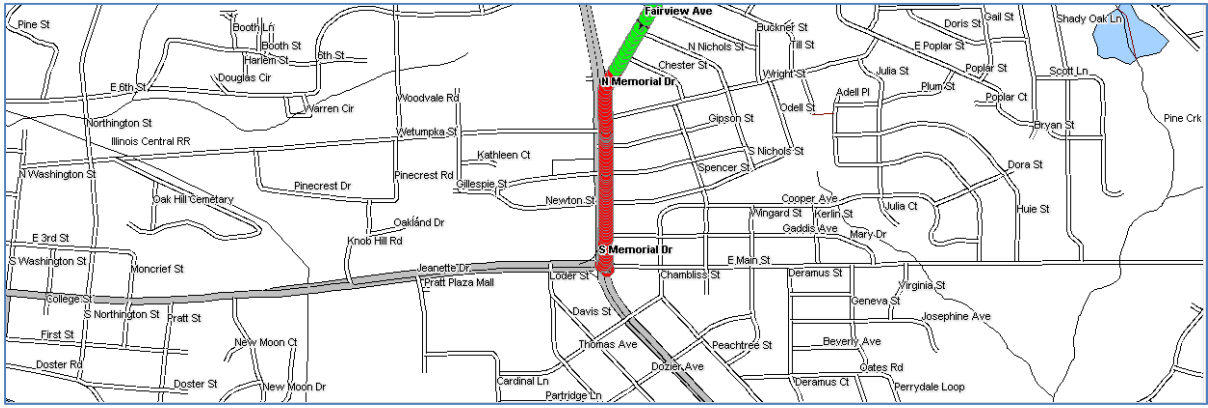 Pine St
Booth Ln
Fairview Ave
Buckner St
Doris St
Gail St
Shady Oak Ln
Booth St
Harlem St
6th St
N Nichols St
Till St
E Poplar St
Douglas Cir
Chester St
Wright St
Julia St
Poplar St
Scott Ln
E 6th St
N Memorial Dr
Plum St
Warren Cir
Woodvale Rd
Odell St
Adell Pl
Poplar Ct
Northington St
Wetumpka St
Gipson St
Bryan St
Pine Crk
Illinois Central RR
Kathleen Ct
S Nichols St
Dora St
N Washington St
Pinecrest Dr
Pinecrest Rd
Gillespie St
Spencer St
Oak Hill Cemetary
Newton St
Cooper Ave
Julia Ct
Huie St
Oakland Dr
Wingard St
Kerlin St
Gaddis Ave
Mary Dr
E 3rd St
Knob Hill Rd
S Memorial Dr
S Washington St
Moncrief St
Jeanette Dr
Loder St
Chambliss St
E Main St
Deramus St
Pratt Plaza Mall
Virginia St
College St
S Northington St
Pratt St
Davis St
Geneva St
Josephine Ave
First St
New Moon Ct
Thomas Ave
Peachtree St
Beverly Ave
Doster Rd
Dozier Ave
Oates Rd
Doster St
New Moon Dr
Cardinal Ln
Partridge Ln
Deramus Ct
Perrydale Loop